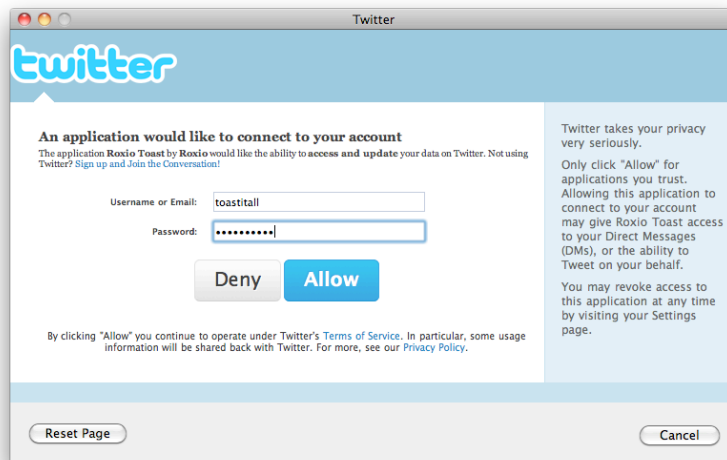 Twitter
twitter
An application would like to connect to your account
The application Roxio Toast by Roxio would like the ability to access and update your data on Twitter. Not using
Twitter? Sign up and Join the Conversation!
Username or Email: toastitall
Password: ••••••••••
Deny Allow
By clicking "Allow" you continue to operate under Twitter's Terms of Service. In particular, some usage
information will be shared back with Twitter. For more, see our Privacy Policy.
Twitter takes your privacy
very seriously.
Only click "Allow" for
applications you trust.
Allowing this application to
connect to your account
may give Roxio Toast access
to your Direct Messages
(DMs), or the ability to
Tweet on your behalf.
You may revoke access to
this application at any time
by visiting your Settings
page.
Reset Page Cancel